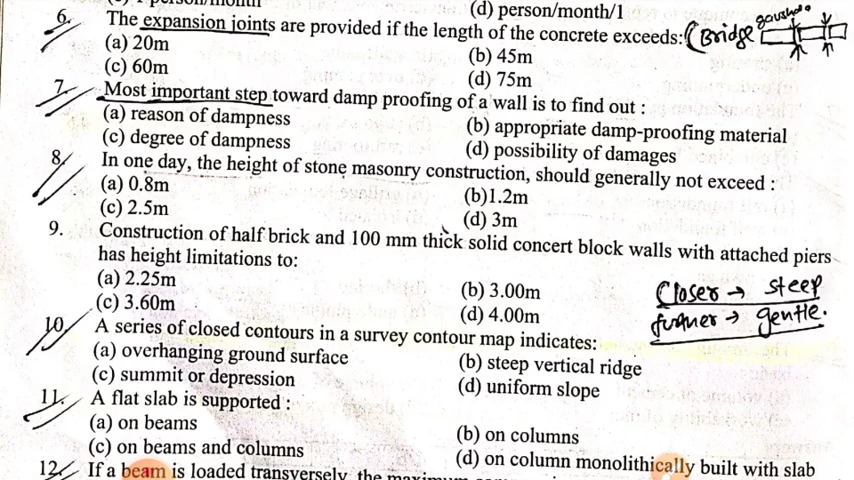 (d) person/month/1
6. The expansion joints are provided if the length of the concrete exceeds: (Bridge
(a) 20m (b) 45m
(c) 60m (d) 75m
7. Most important step toward damp proofing of a wall is to find out :
(a) reason of dampness (b) appropriate damp-proofing material
(c) degree of dampness (d) possibility of damages
8. In one day, the height of stone masonry construction, should generally not exceed :
(a) 0.8m (b)1.2m
(c) 2.5m (d) 3m
9. Construction of half brick and 100 mm thick solid concert block walls with attached piers
has height limitations to:
(a) 2.25m (b) 3.00m
(c) 3.60m (d) 4.00m
Closer → steep
→ gentle.
10. A series of closed contours in a survey contour map indicates:
(a) overhanging ground surface (b) steep vertical ridge
(c) summit or depression (d) uniform slope
11. A flat slab is supported :
(a) on beams (b) on columns
(c) on beams and columns (d) on column monolithically built with slab
12. If a beam is loaded transversely, the